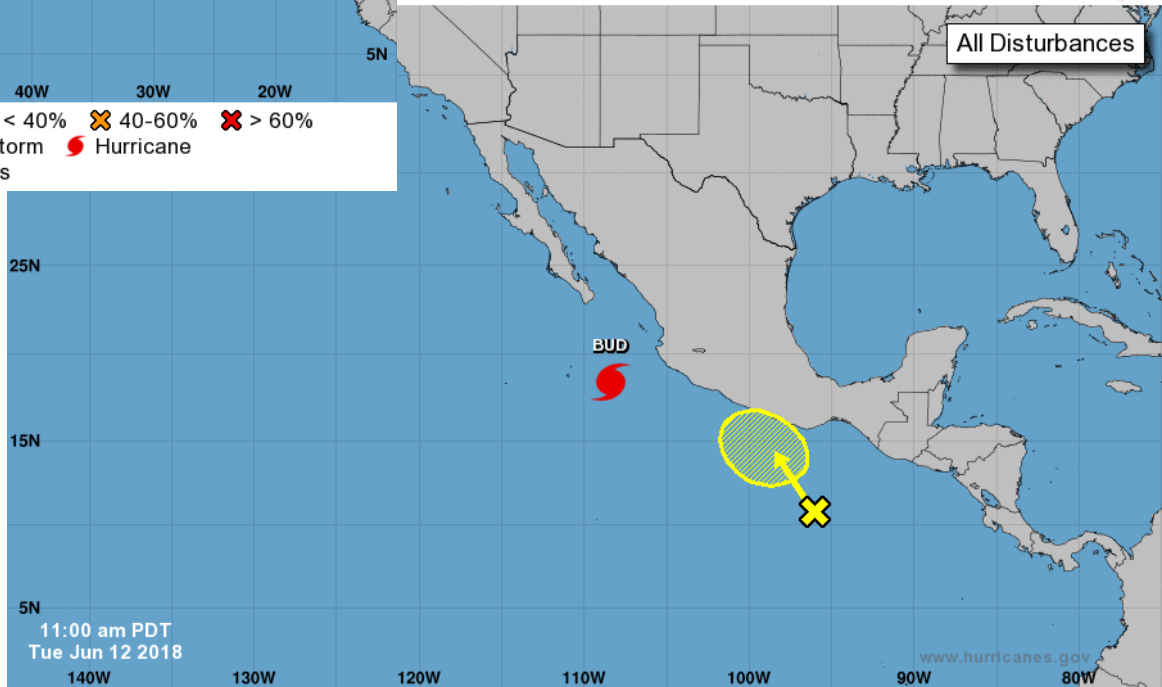 All Disturbances
5N
40W 30W 20W
< 40% 40-60% > 60%
torm Hurricane
s
25N
BUD
15N
5N
11:00 am PDT
Tue Jun 12 2018
www.hurricanes.gov
140W 130W 120W 110W 100W 90W 80W